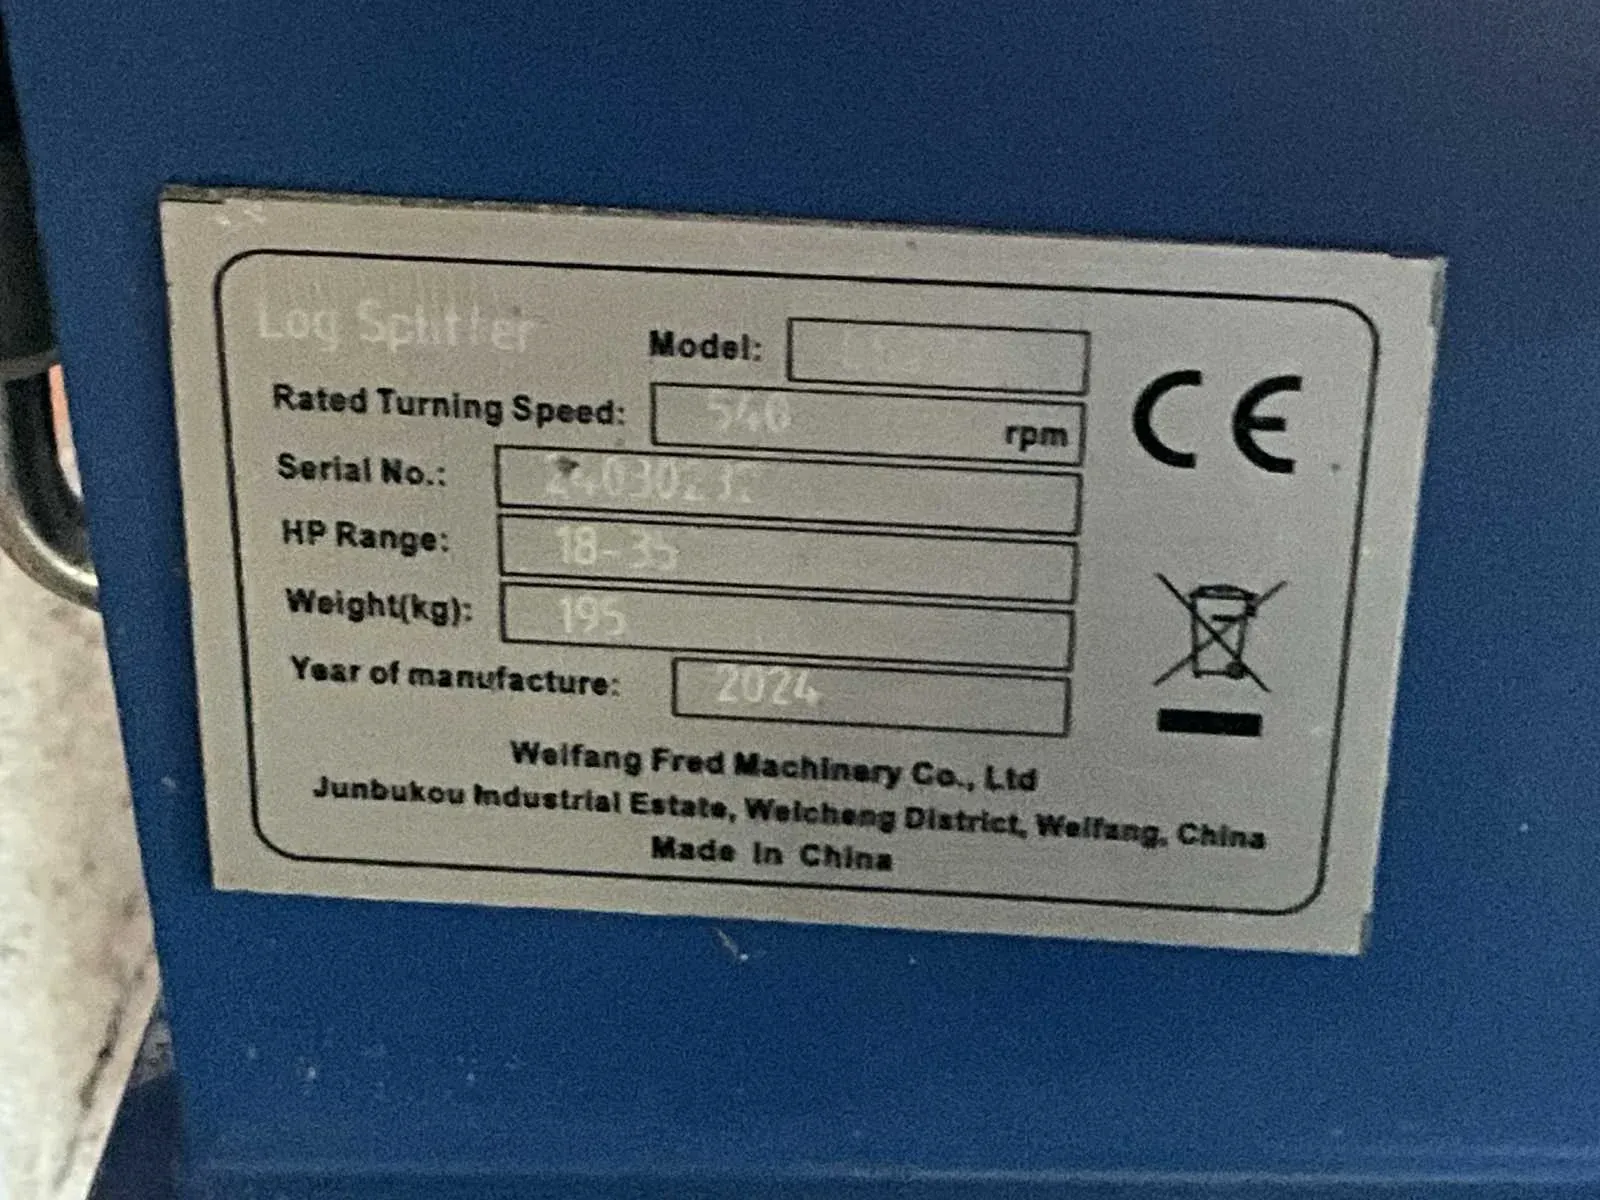 Log Splitter
Model:
Rated Turning Speed: 540 rpm
Serial No.:
HP Range: 18-35
Weight(kg): 195
Year of manufacture: 2024
Weifang Fred Machinery Co., Ltd
Junbukou Industrial Estate, Weicheng District, Weifang, China
Made In China
CE